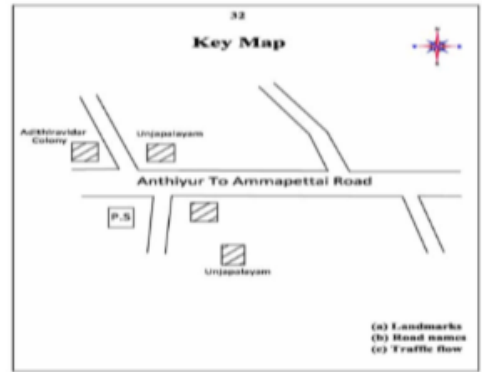 32
Key Map
Adithiravidar
Colony
Unjapalayam
Anthiyur To Ammapettai Road
P.S
Unjapalayam
(a) Landmarks
(b) Road names
(c) Traffic flow